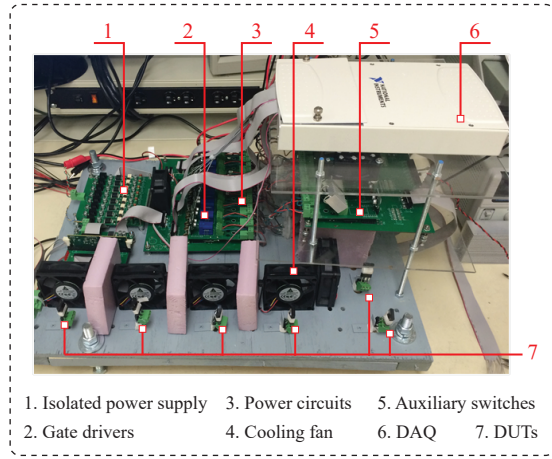 1 2 3 4 5 6
NATIONAL
INSTRUMENTS
7
1. Isolated power supply 3. Power circuits 5. Auxiliary switches
2. Gate drivers 4. Cooling fan 6. DAQ 7. DUTs